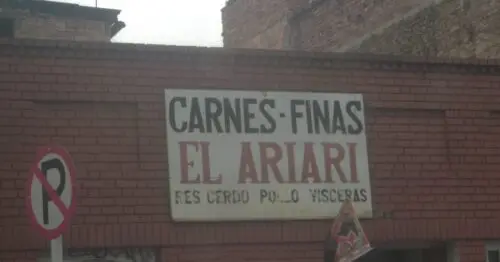 CARNES - FINAS
EL ARIARI
RES CERDO POLLO VISCERAS
P